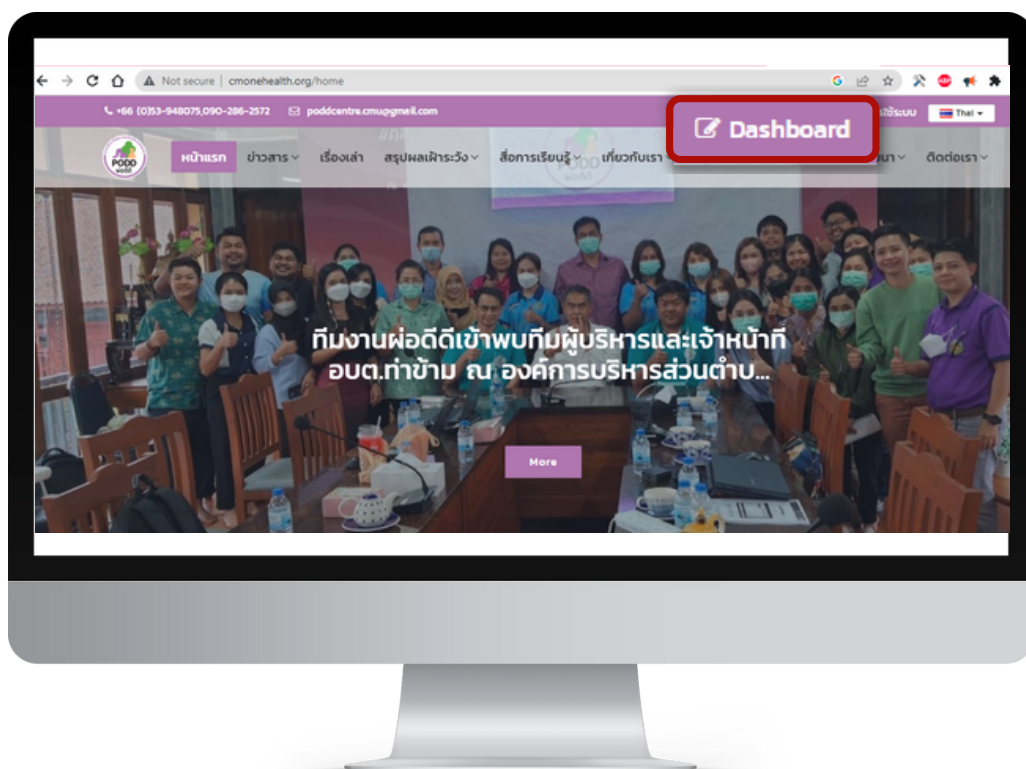 Not secure | cmonehealth.org/home
+66 (0)53-948075,090-286-2572 poddcentre.cmu@gmail.com Thai
Dashboard
PODD
ผ่อดีดี
หน้าแรก ข่าวสาร เรื่องเล่า สรุปผลเฝ้าระวัง สื่อการเรียนรู้ เกี่ยวกับเรา ติดต่อเรา
ทีมงานผ่อดีดีเข้าพบทีมผู้บริหารและเจ้าหน้าที่
อบต.ท่าข้าม ณ องค์การบริหารส่วนตำบ...
More